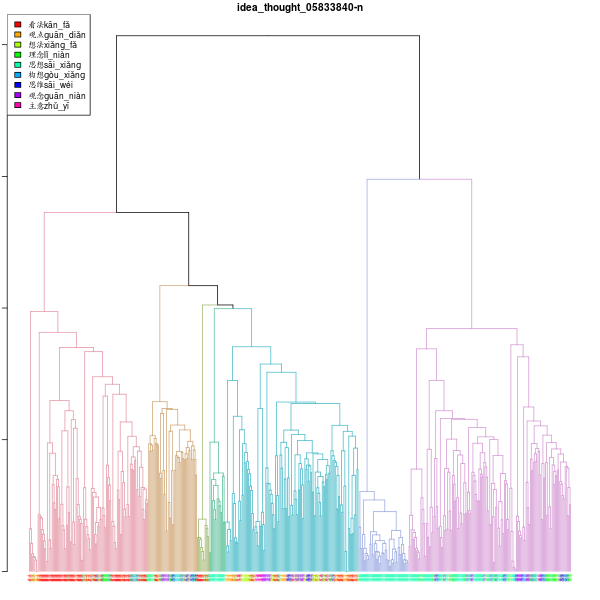 idea_thought_05833840-n
看法kàn_fǎ
观点guān_diǎn
想法xiǎng_fǎ
理念lǐ_niàn
思想sāi_xiǎng
构想gòu_xiǎng
思维sāi_wéi
观念guān_niàn
主意zhǔ_yì